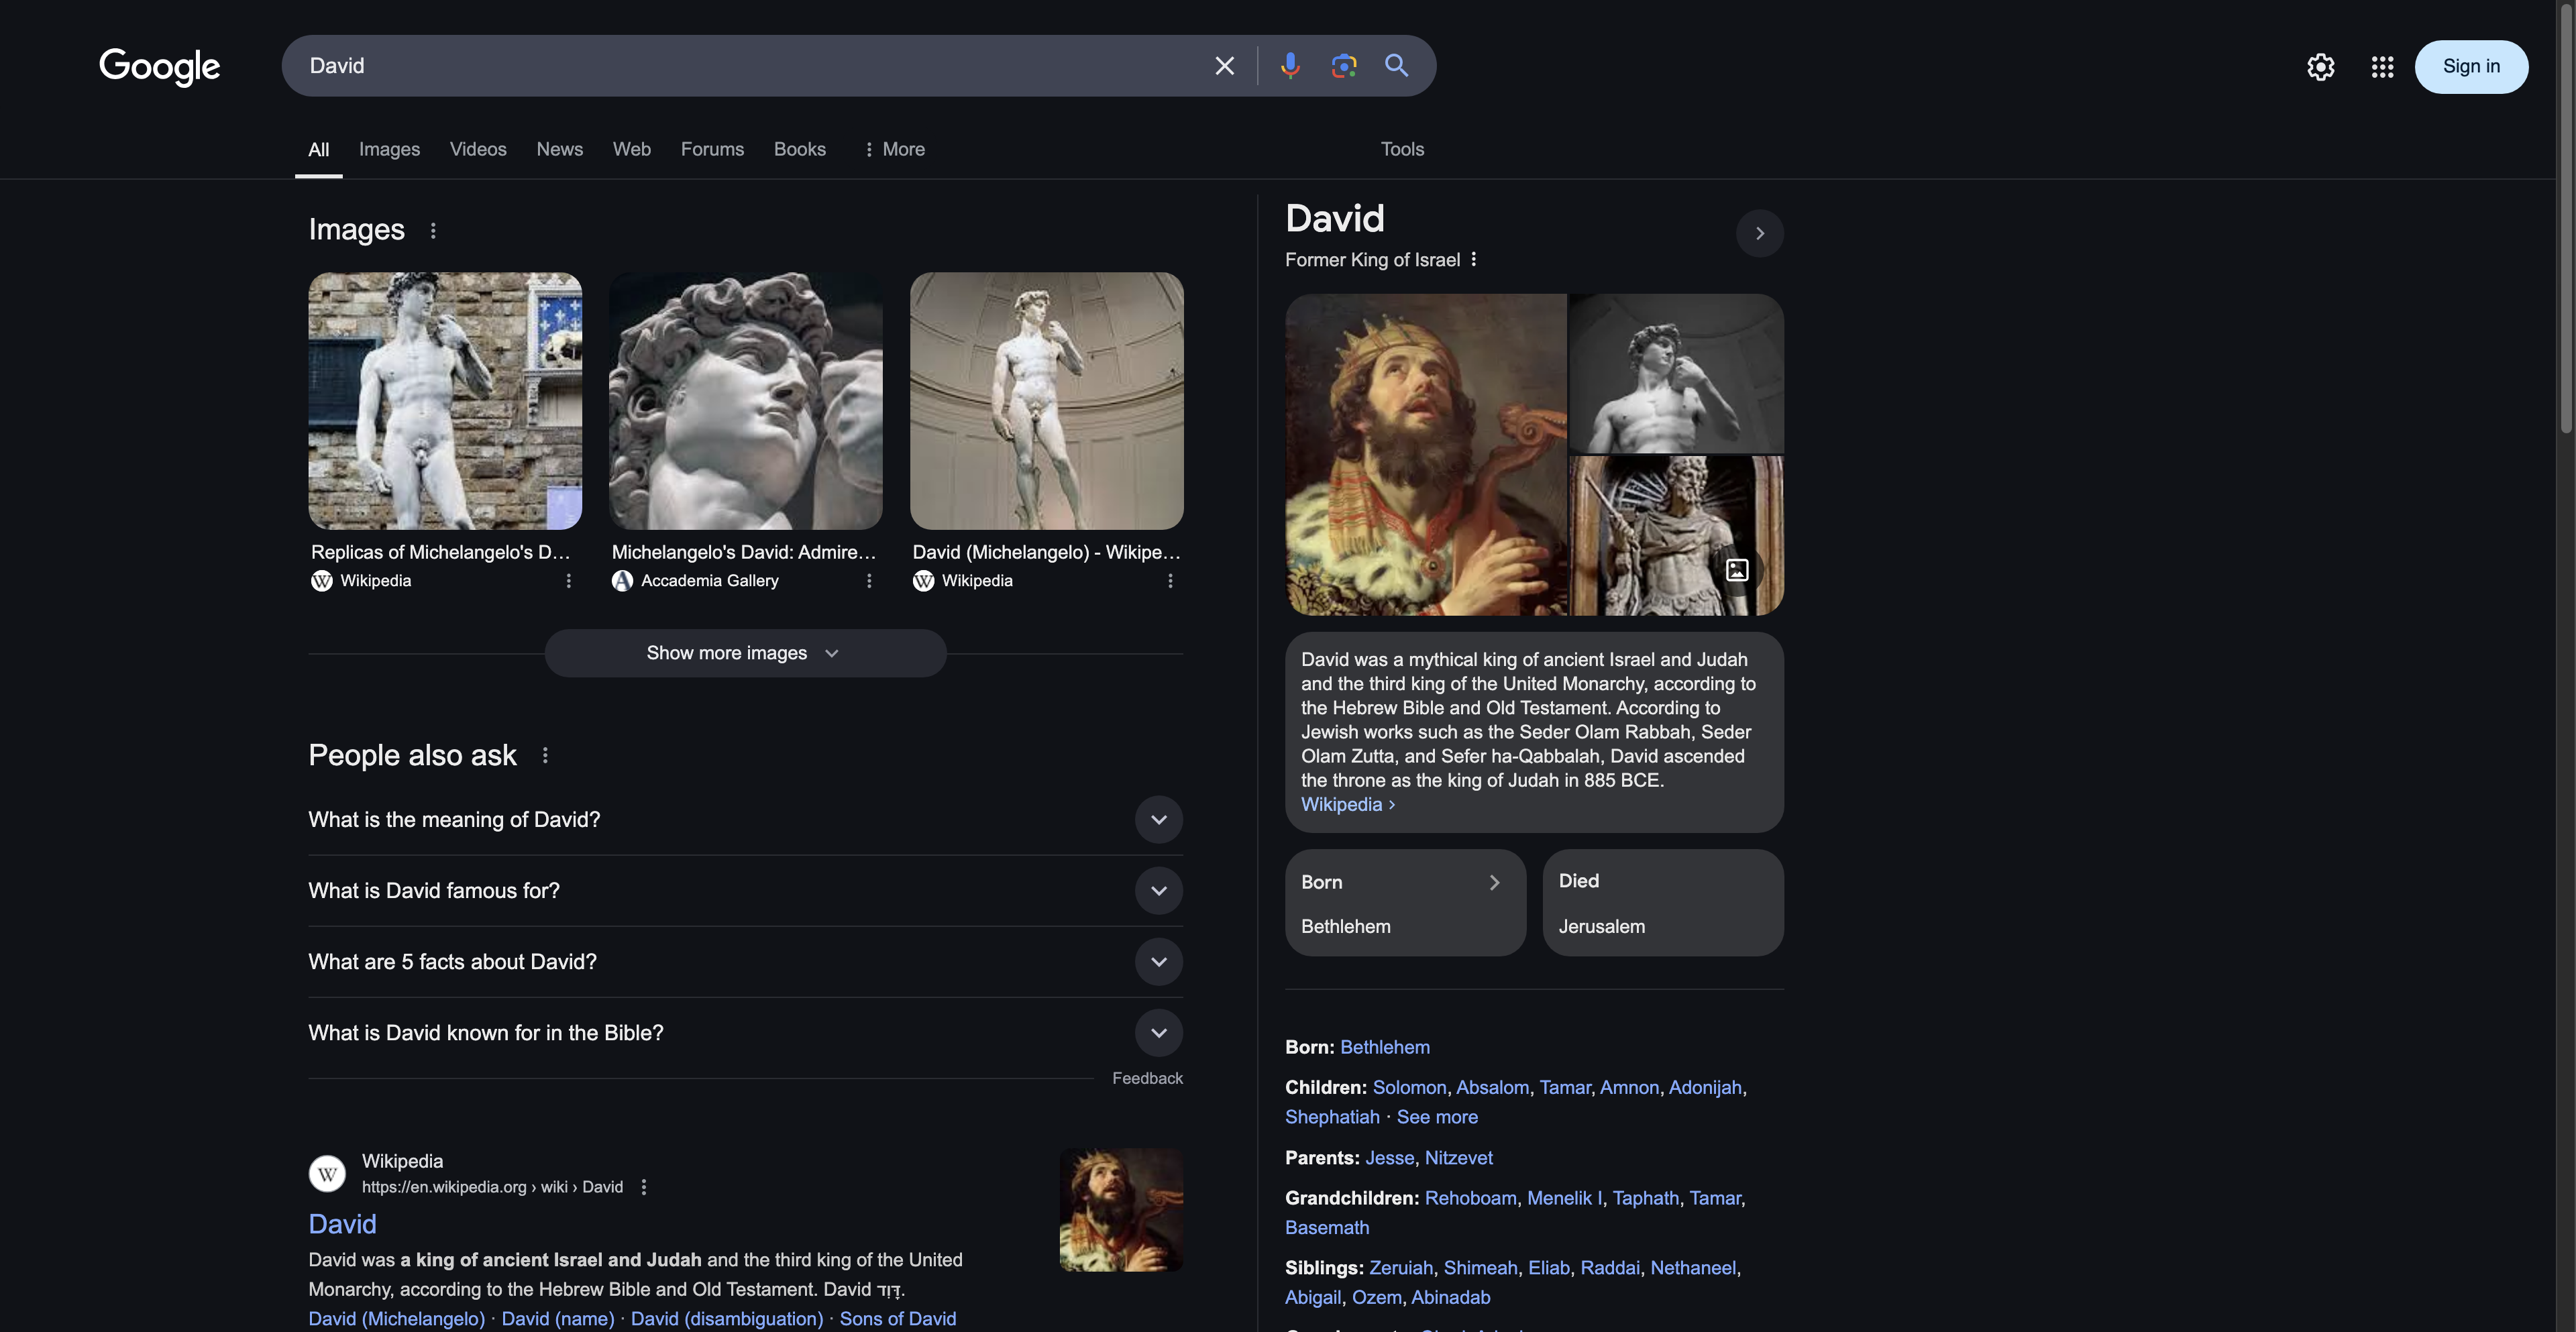 Google
David
Sign in
All
Images
Videos
News
Web
Forums
Books
More
Tools
Images
Replicas of Michelangelo's D...
Wikipedia
Michelangelo's David: Admire...
Accademia Gallery
David (Michelangelo) - Wikipe...
Wikipedia
Show more images
People also ask
What is the meaning of David?
What is David famous for?
What are 5 facts about David?
What is David known for in the Bible?
Feedback
Wikipedia
https://en.wikipedia.org › wiki › David
David
David was a king of ancient Israel and Judah and the third king of the United
Monarchy, according to the Hebrew Bible and Old Testament. David דָּוִד.
David (Michelangelo) · David (name) · David (disambiguation) · Sons of David
David
Former King of Israel
David was a mythical king of ancient Israel and Judah
and the third king of the United Monarchy, according to
the Hebrew Bible and Old Testament. According to
Jewish works such as the Seder Olam Rabbah, Seder
Olam Zutta, and Sefer ha-Qabbalah, David ascended
the throne as the king of Judah in 885 BCE.
Wikipedia ›
Born
Bethlehem
Died
Jerusalem
Born: Bethlehem
Children: Solomon, Absalom, Tamar, Amnon, Adonijah,
Shephatiah · See more
Parents: Jesse, Nitzevet
Grandchildren: Rehoboam, Menelik I, Taphath, Tamar,
Basemath
Siblings: Zeruiah, Shimeah, Eliab, Raddai, Nethaneel,
Abigail, Ozem, Abinadab